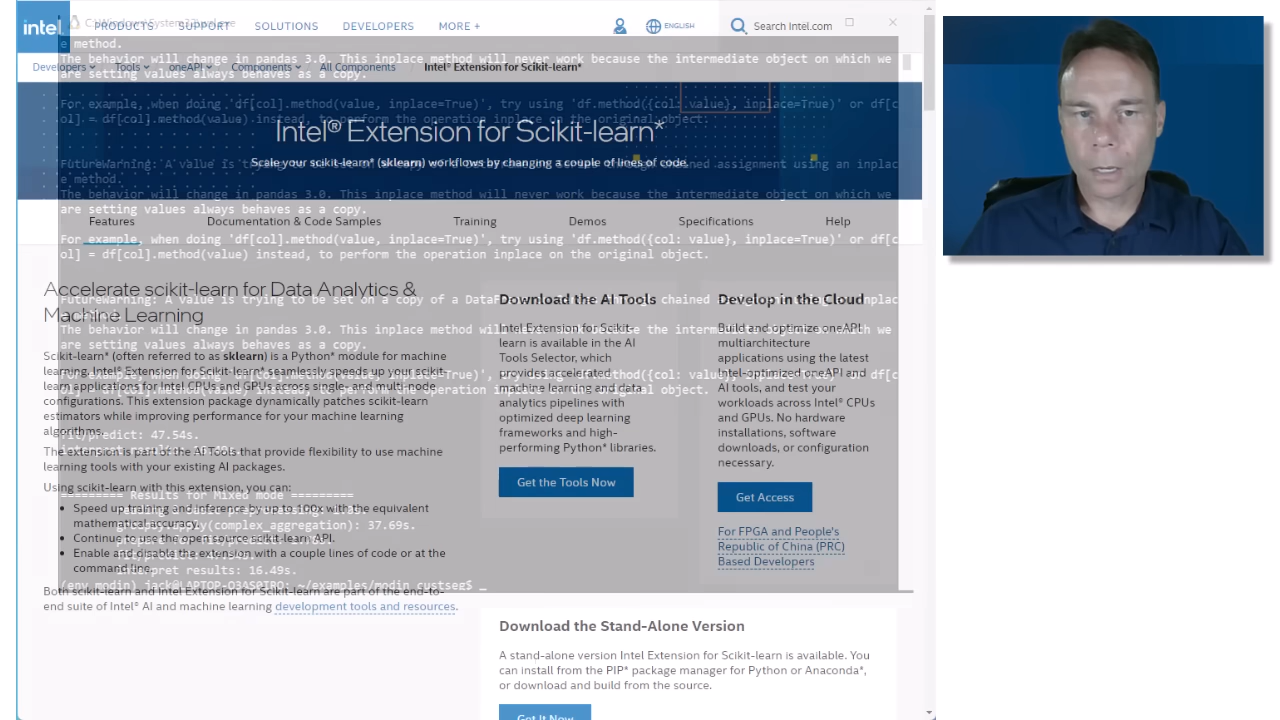 intel
PRODUCTS
SUPPORT
SOLUTIONS
DEVELOPERS
MORE +
ENGLISH
Search Intel.com
Developers
Tools
oneAPI
Components
All Components
Intel® Extension for Scikit-learn*
e method.
The behavior will change in pandas 3.0. This inplace method will never work because the intermediate object on which we
are setting values always behaves as a copy.
For example, when doing 'df[col].method(value, inplace=True)', try using 'df.method({col: value}, inplace=True)' or df[c
ol] = df[col].method(value) instead, to perform the operation inplace on the original object.
Intel® Extension for Scikit-learn*
Scale your scikit-learn* (sklearn) workflows by changing a couple of lines of code.
e method.
The behavior will change in pandas 3.0. This inplace method will never work because the intermediate object on which we
are setting values always behaves as a copy.
Features
Documentation & Code Samples
Training
Demos
Specifications
Help
For example, when doing 'df[col].method(value, inplace=True)', try using 'df.method({col: value}, inplace=True)' or df[c
ol] = df[col].method(value) instead, to perform the operation inplace on the original object.
Accelerate scikit-learn for Data Analytics &
Machine Learning
Scikit-learn* (often referred to as sklearn) is a Python* module for machine
learning. Intel® Extension for Scikit-learn* seamlessly speeds up your scikit-
learn applications for Intel CPUs and GPUs across single- and multi-node
configurations. This extension package dynamically patches scikit-learn
estimators while improving performance for your machine learning
algorithms.
The extension is part of the AI Tools that provide flexibility to use machine
learning tools with your existing AI packages.
Using scikit-learn with this extension, you can:
Speed up training and inference by up to 100x with the equivalent
mathematical accuracy.
Continue to use the open source scikit-learn API.
Enable and disable the extension with a couple lines of code or at the
command line.
Both scikit-learn and Intel Extension for Scikit-learn are part of the end-to-
end suite of Intel® AI and machine learning development tools and resources.
Download the AI Tools
Intel Extension for Scikit-
learn is available in the AI
Tools Selector, which
provides accelerated
machine learning and data
analytics pipelines with
optimized deep learning
frameworks and high-
performing Python* libraries.
Get the Tools Now
Develop in the Cloud
Build and optimize oneAPI
multiarchitecture
applications using the latest
Intel-optimized oneAPI and
AI tools, and test your
workloads across Intel® CPUs
and GPUs. No hardware
installations, software
downloads, or configuration
necessary.
Get Access
For FPGA and People's
Republic of China (PRC)
Based Developers
========= Results for Mixed mode =========
groupby.apply(complex_aggregation): 37.69s.
interpret results: 16.49s.
(env_modin) jack@LAPTOP-O3AS0IRO: ~/examples/modin_custseg$ _
Download the Stand-Alone Version
A stand-alone version Intel Extension for Scikit-learn is available. You
can install from the PIP* package manager for Python or Anaconda*,
or download and build from the source.
Get It Now